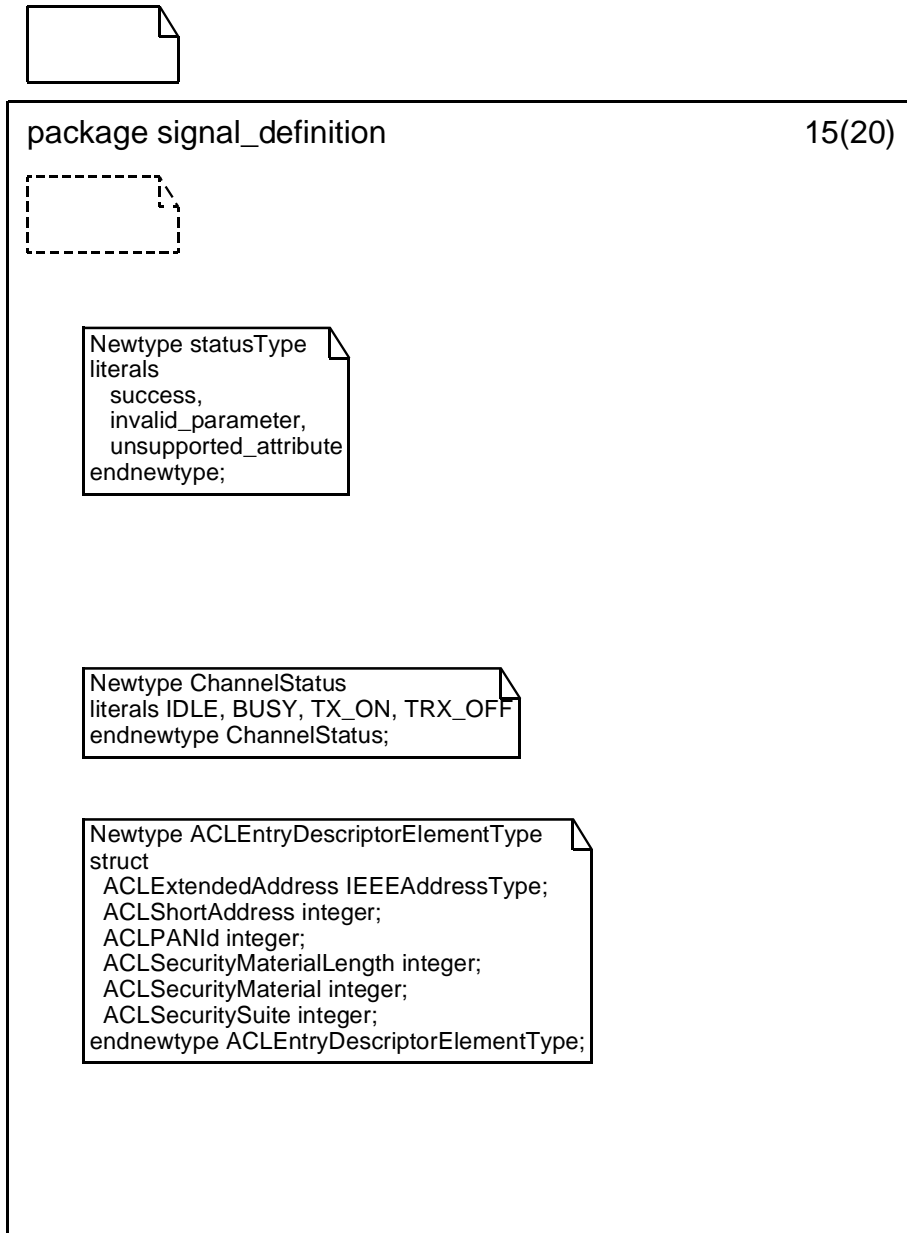 package signal_definition 15(20)
Newtype statusType
literals
success,
invalid_parameter,
unsupported_attribute
endnewtype;
Newtype ChannelStatus
literals IDLE, BUSY, TX_ON, TRX_OFF
endnewtype ChannelStatus;
Newtype ACLEntryDescriptorElementType
struct
ACLExtendedAddress IEEEAddressType;
ACLShortAddress integer;
ACLPANId integer;
ACLSecurityMaterialLength integer;
ACLSecurityMaterial integer;
ACLSecuritySuite integer;
endnewtype ACLEntryDescriptorElementType;